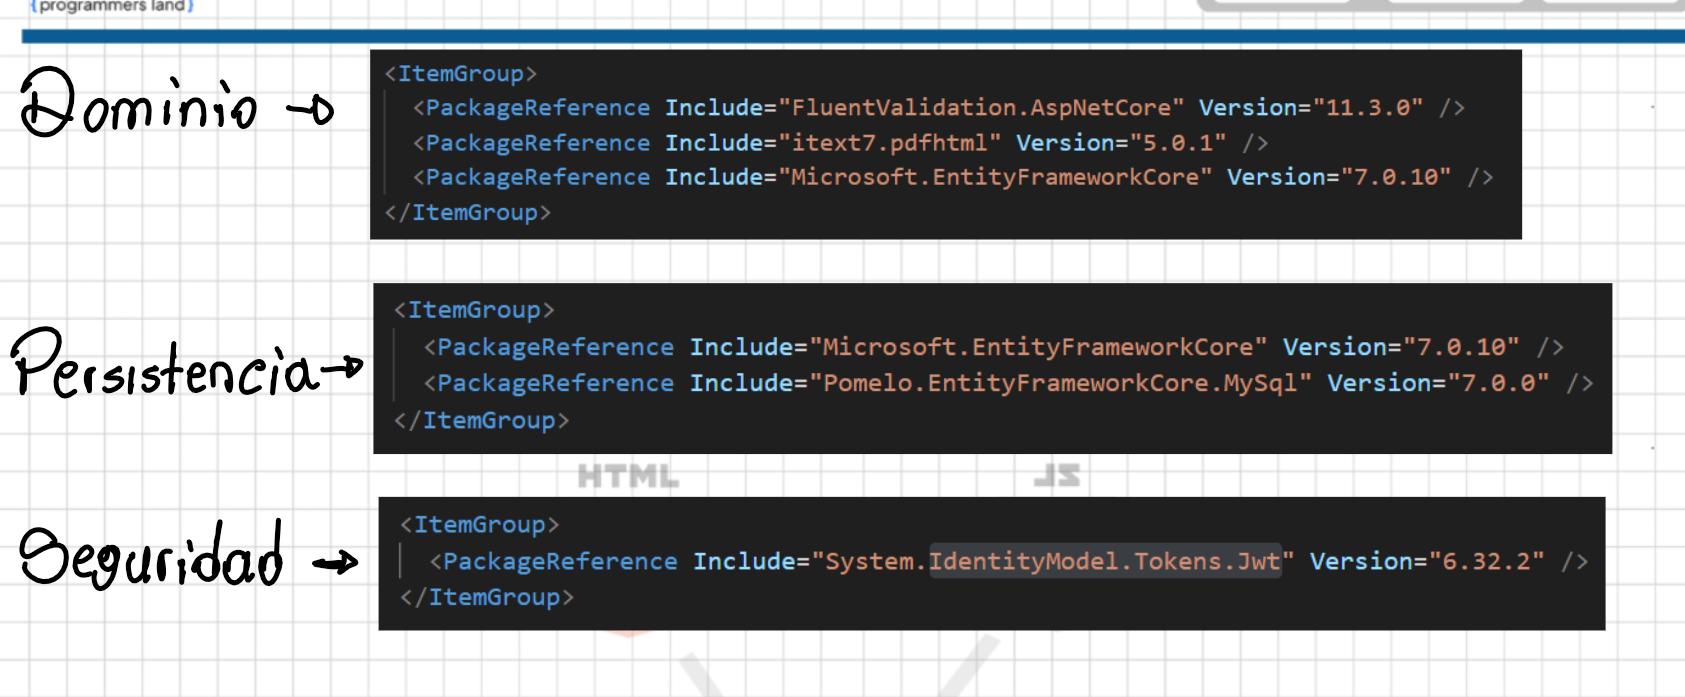 {programmers land}
Dominio →
<ItemGroup>
<PackageReference Include="FluentValidation.AspNetCore" Version="11.3.0" />
<PackageReference Include="itext7.pdfhtml" Version="5.0.1" />
<PackageReference Include="Microsoft.EntityFrameworkCore" Version="7.0.10" />
</ItemGroup>
Persistencia →
<ItemGroup>
<PackageReference Include="Microsoft.EntityFrameworkCore" Version="7.0.10" />
<PackageReference Include="Pomelo.EntityFrameworkCore.MySql" Version="7.0.0" />
</ItemGroup>
HTML JS
Seguridad →
<ItemGroup>
<PackageReference Include="System.IdentityModel.Tokens.Jwt" Version="6.32.2" />
</ItemGroup>